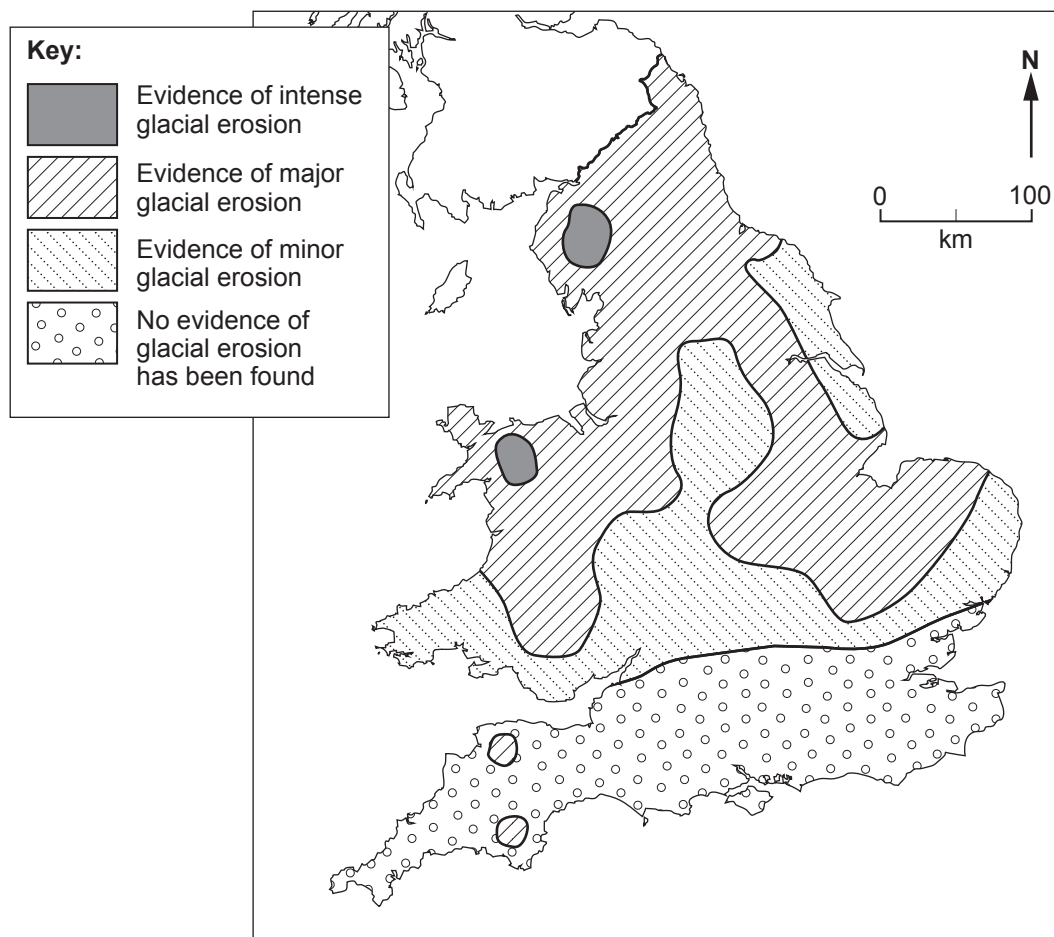 Key:
Evidence of intense
glacial erosion
Evidence of major
glacial erosion
Evidence of minor
glacial erosion
No evidence of
glacial erosion
has been found
N
0 100
km